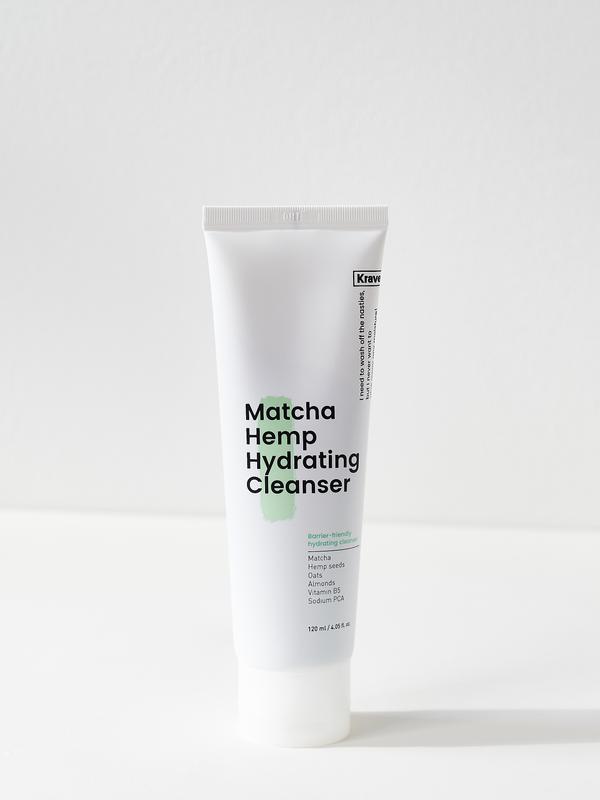 Krave
I need to wash off the nasties,
but I never want to
Matcha
Hemp
Hydrating
Cleanser
Barrier-friendly
hydrating cleanser
Matcha
Hemp seeds
Oats
Almonds
Vitamin B5
Sodium PCA
120 ml / 4.05 fl. oz